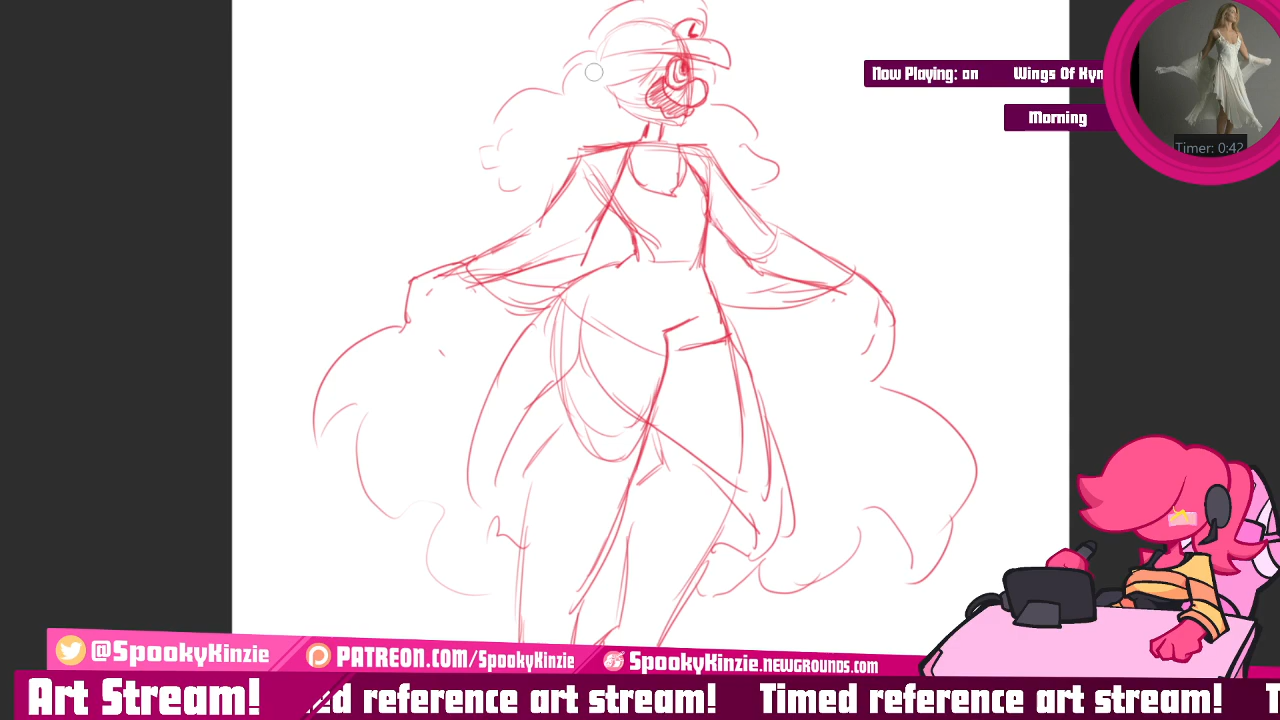 L
Now Playing: on Wings Of Kyn
Morning
Timer: 0:42
@SpookyKinzie
PATREON.COM/SpookyKinzie
SpookyKinzie.NEWGROUNDS.COM
Art Stream! ed reference art stream! Timed reference art stream! T